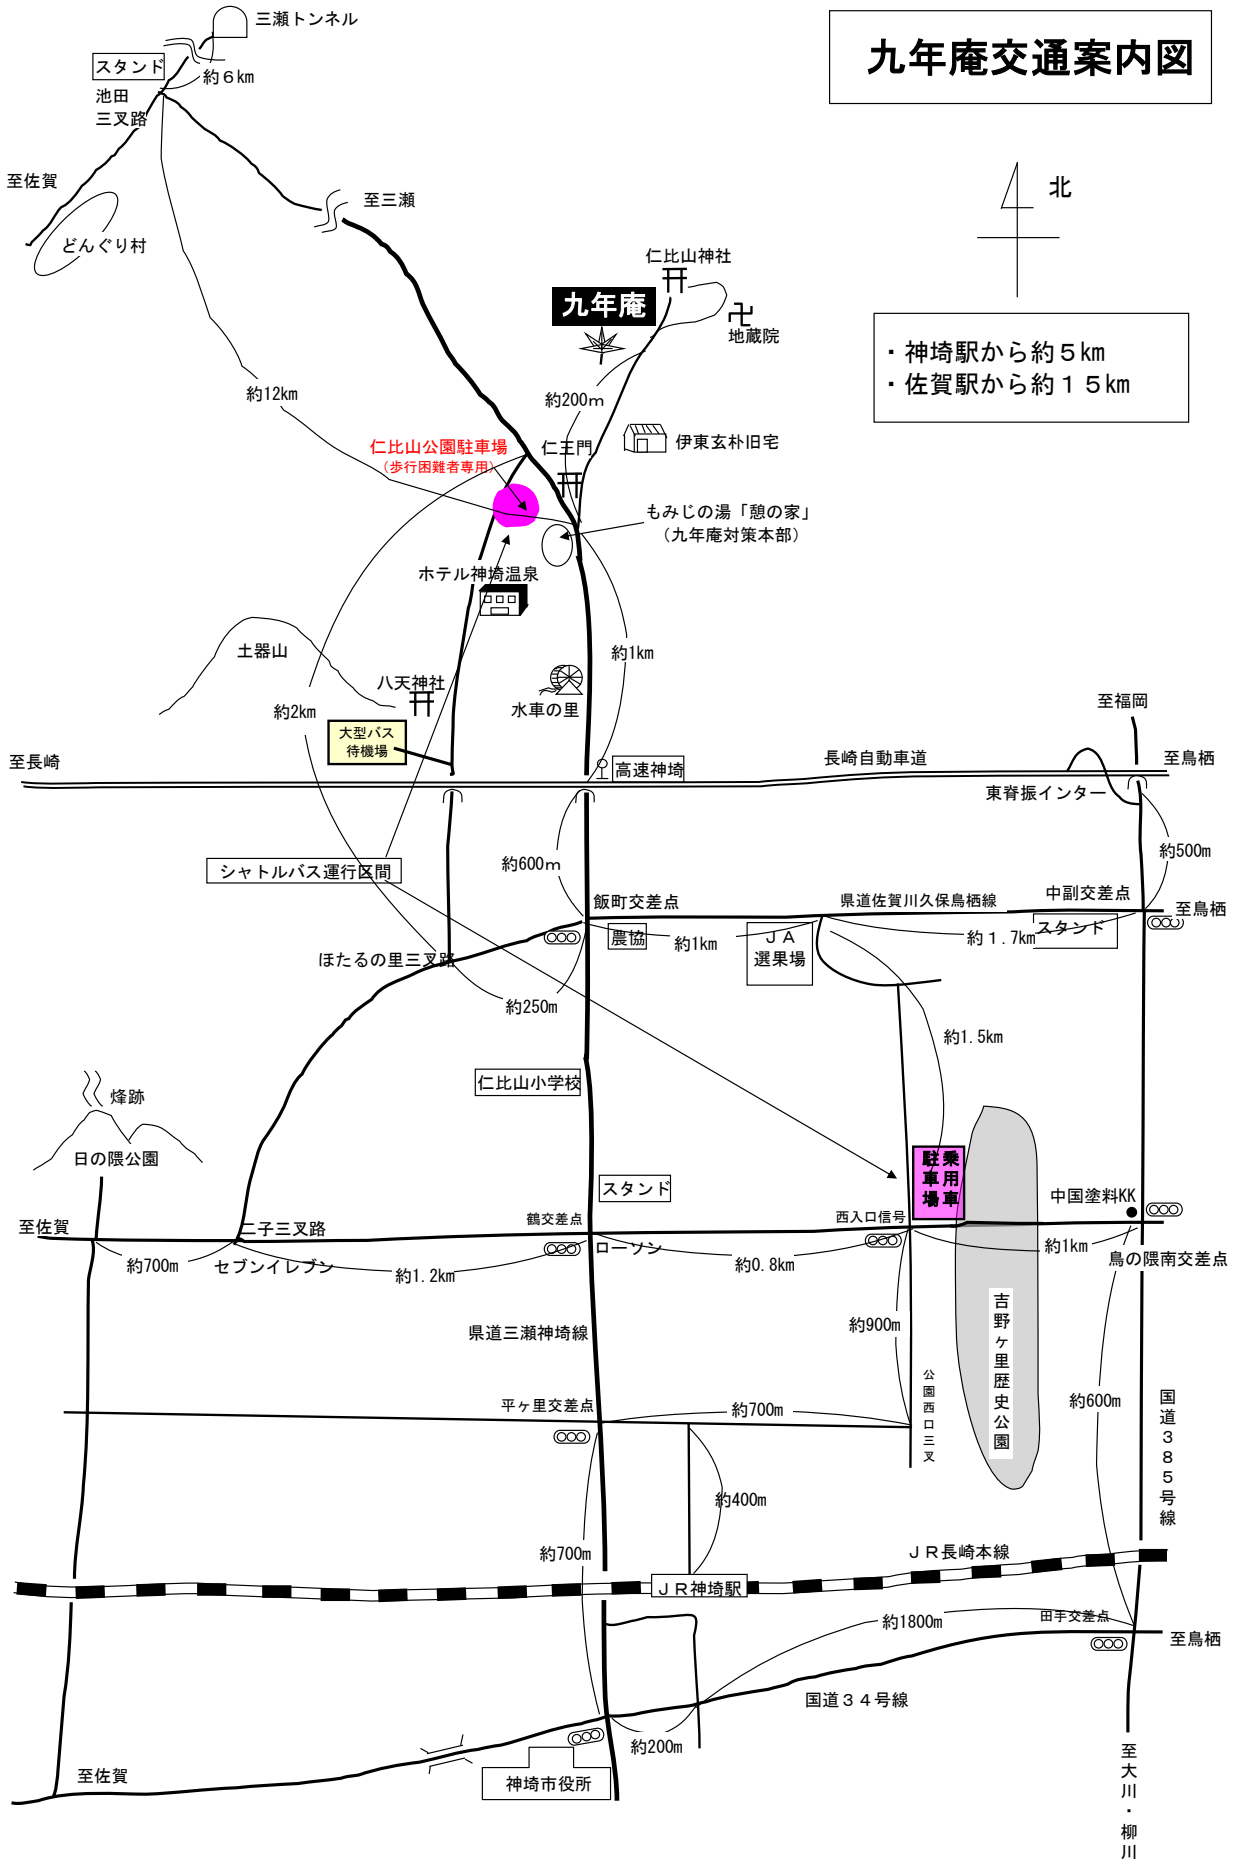 三瀬トンネル
九年庵交通案内図
スタンド
約６km
池田
三叉路
至佐賀
至三瀬
北
どんぐり村
仁比山神社
九年庵
地蔵院
・神埼駅から約５km
・佐賀駅から約１５km
約12km
約200ｍ
仁比山公園駐車場
（歩行困難者専用）
仁王門
伊東玄朴旧宅
もみじの湯「憩の家」
（九年庵対策本部）
ホテル神埼温泉
土器山
約1km
八天神社
約2km
水車の里
大型バス
待機場
至福岡
至長崎
高速神埼
長崎自動車道
至鳥栖
東脊振インター
約600ｍ
約500m
シャトルバス運行区間
飯町交差点
県道佐賀川久保鳥栖線
中副交差点
至鳥栖
農協
約1km
ＪＡ
選果場
約１.7km
スタンド
ほたるの里三叉路
約250m
約1.5km
仁比山小学校
烽跡
日の隈公園
乗用車
駐車場
スタンド
中国塗料KK
至佐賀
二子三叉路
鶴交差点
西入口信号
約700m
セブンイレブン
約1.2km
ローソン
約0.8km
約1km
鳥の隈南交差点
吉野ヶ里歴史公園
県道三瀬神埼線
約900m
公園西口三叉
平ヶ里交差点
約700m
約600m
国道３８５号線
約400m
約700m
ＪＲ長崎本線
ＪＲ神埼駅
約1800m
田手交差点
至鳥栖
国道３４号線
約200m
至佐賀
神埼市役所
至大川・柳川